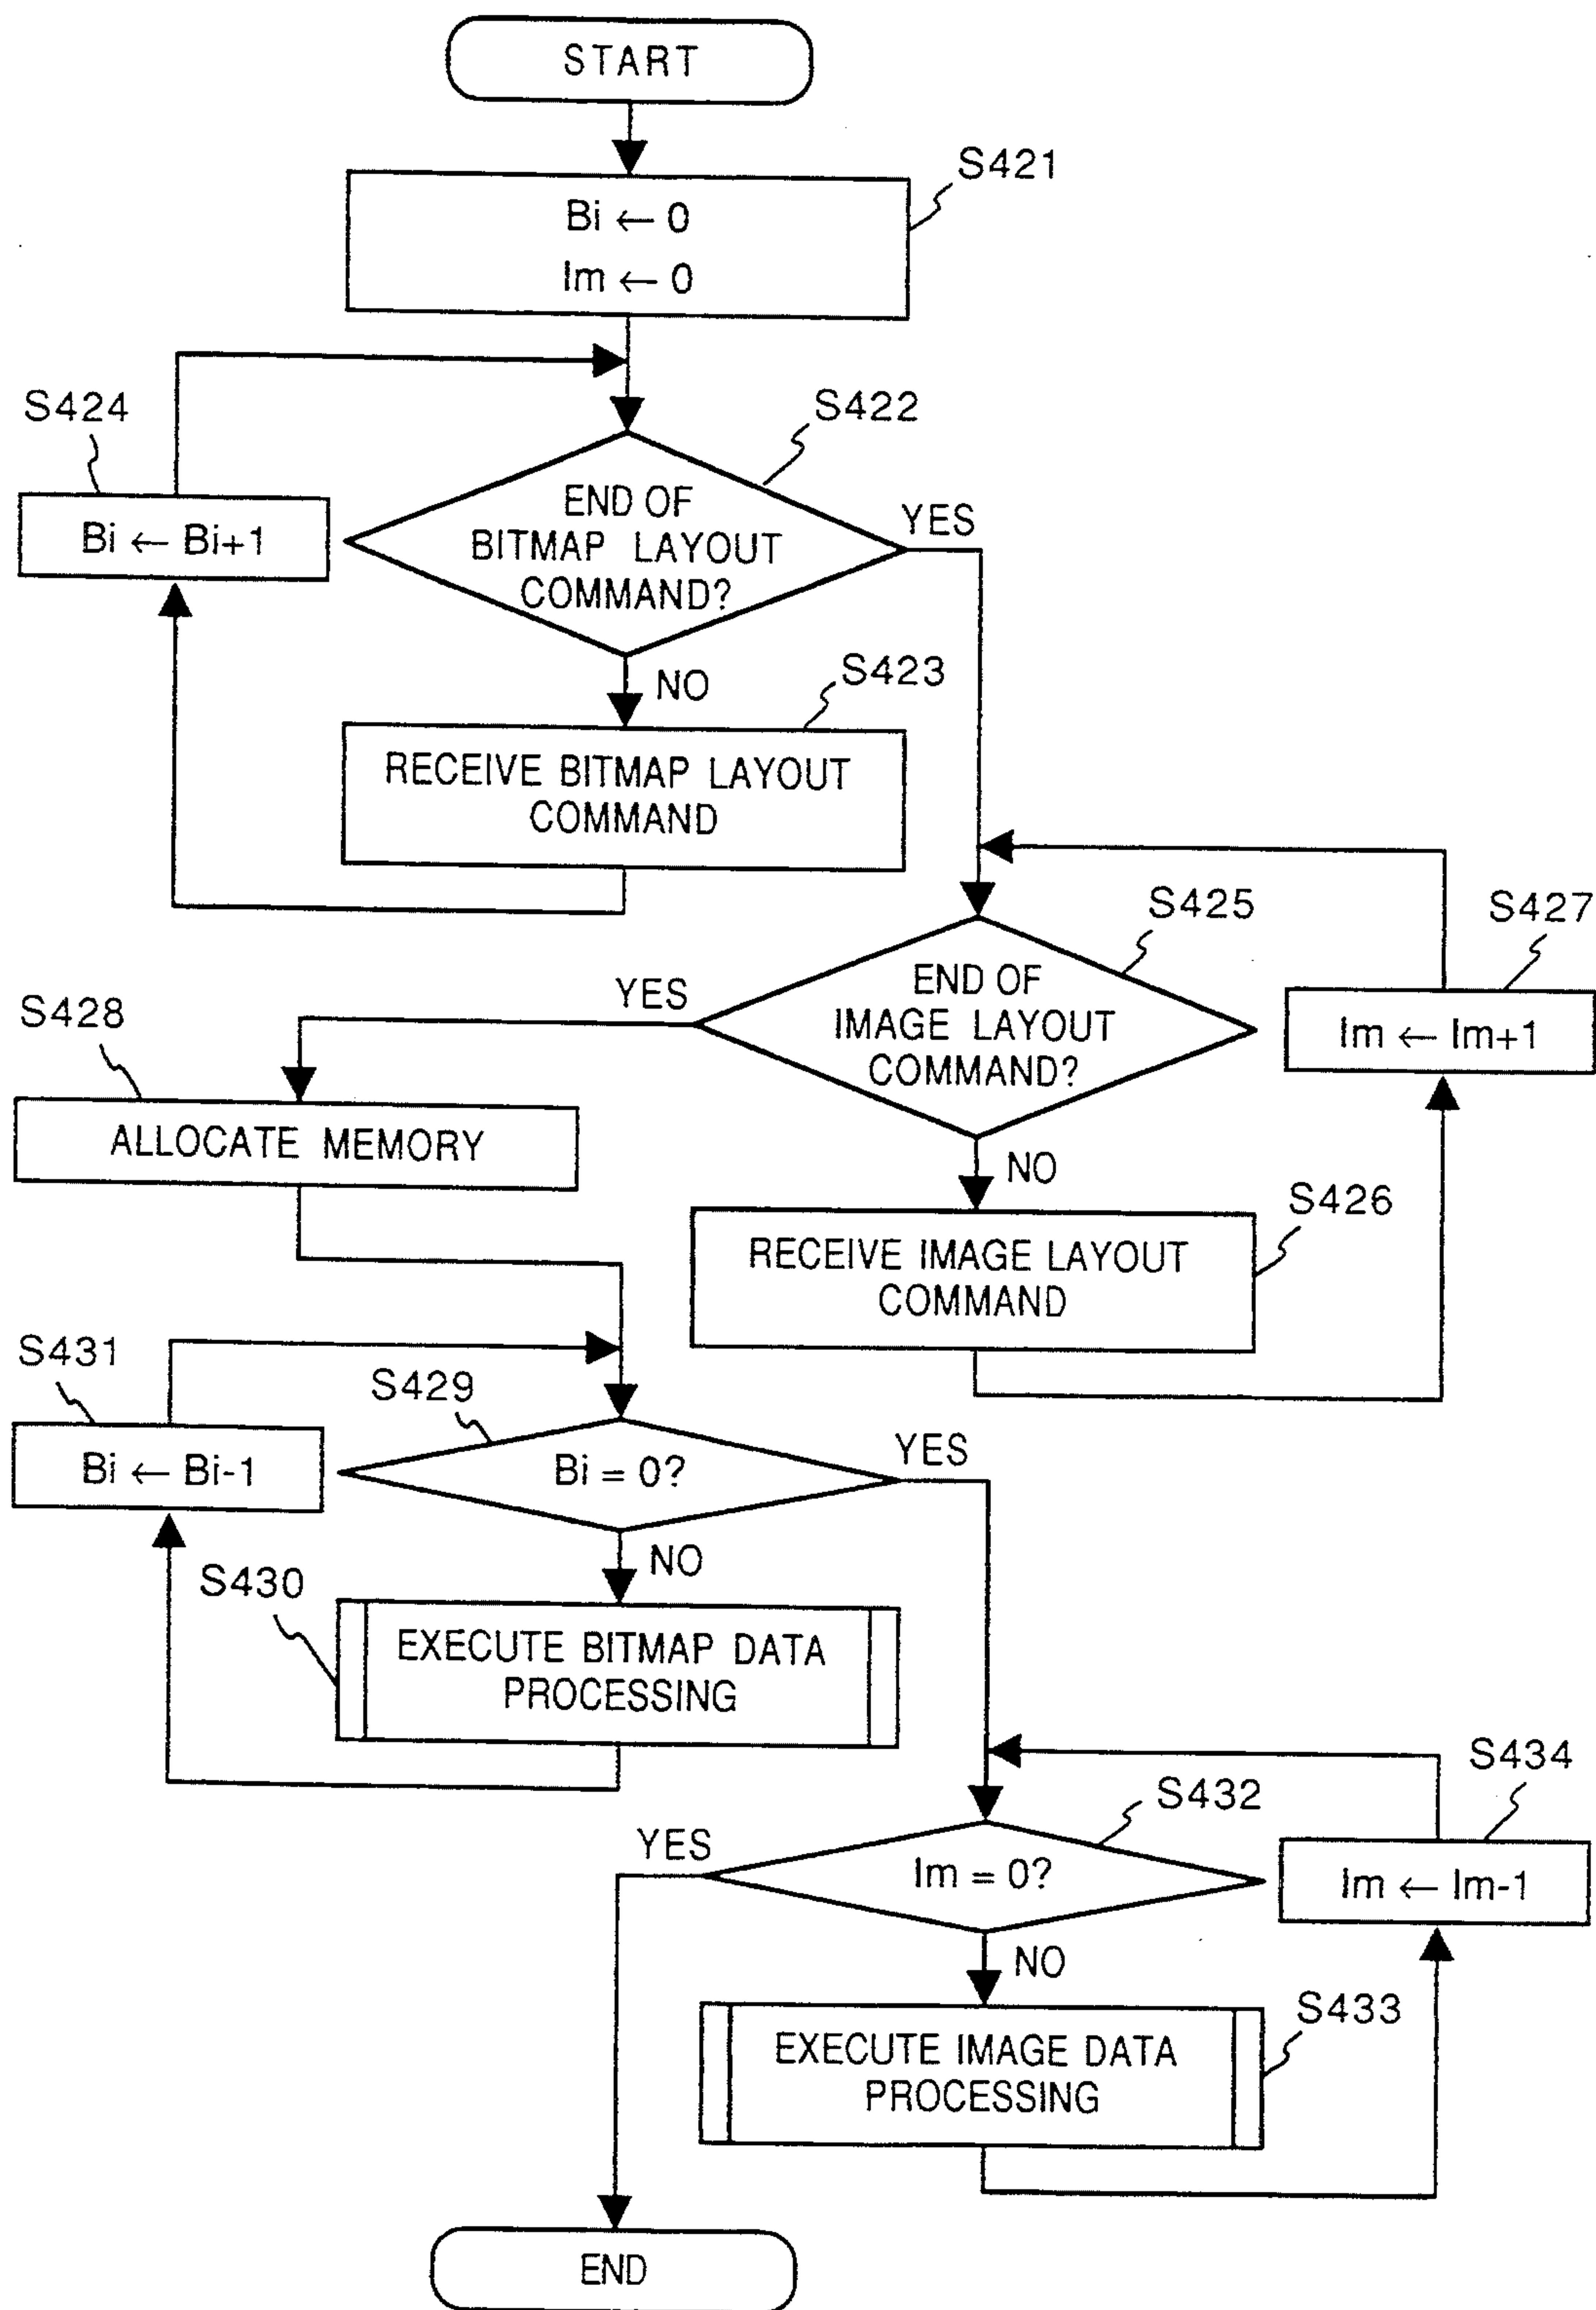 START
S421
Bi ← 0
Im ← 0
S424
S422
Bi ← Bi+1
END OF
BITMAP LAYOUT
COMMAND?
YES
NO
S423
RECEIVE BITMAP LAYOUT
COMMAND
S425
S427
YES
END OF
IMAGE LAYOUT
COMMAND?
Im ← Im+1
S428
ALLOCATE MEMORY
NO
S426
RECEIVE IMAGE LAYOUT
COMMAND
S431
S429
Bi ← Bi-1
Bi = 0?
YES
NO
S430
EXECUTE BITMAP DATA
PROCESSING
S434
S432
YES
Im = 0?
Im ← Im-1
NO
S433
EXECUTE IMAGE DATA
PROCESSING
END